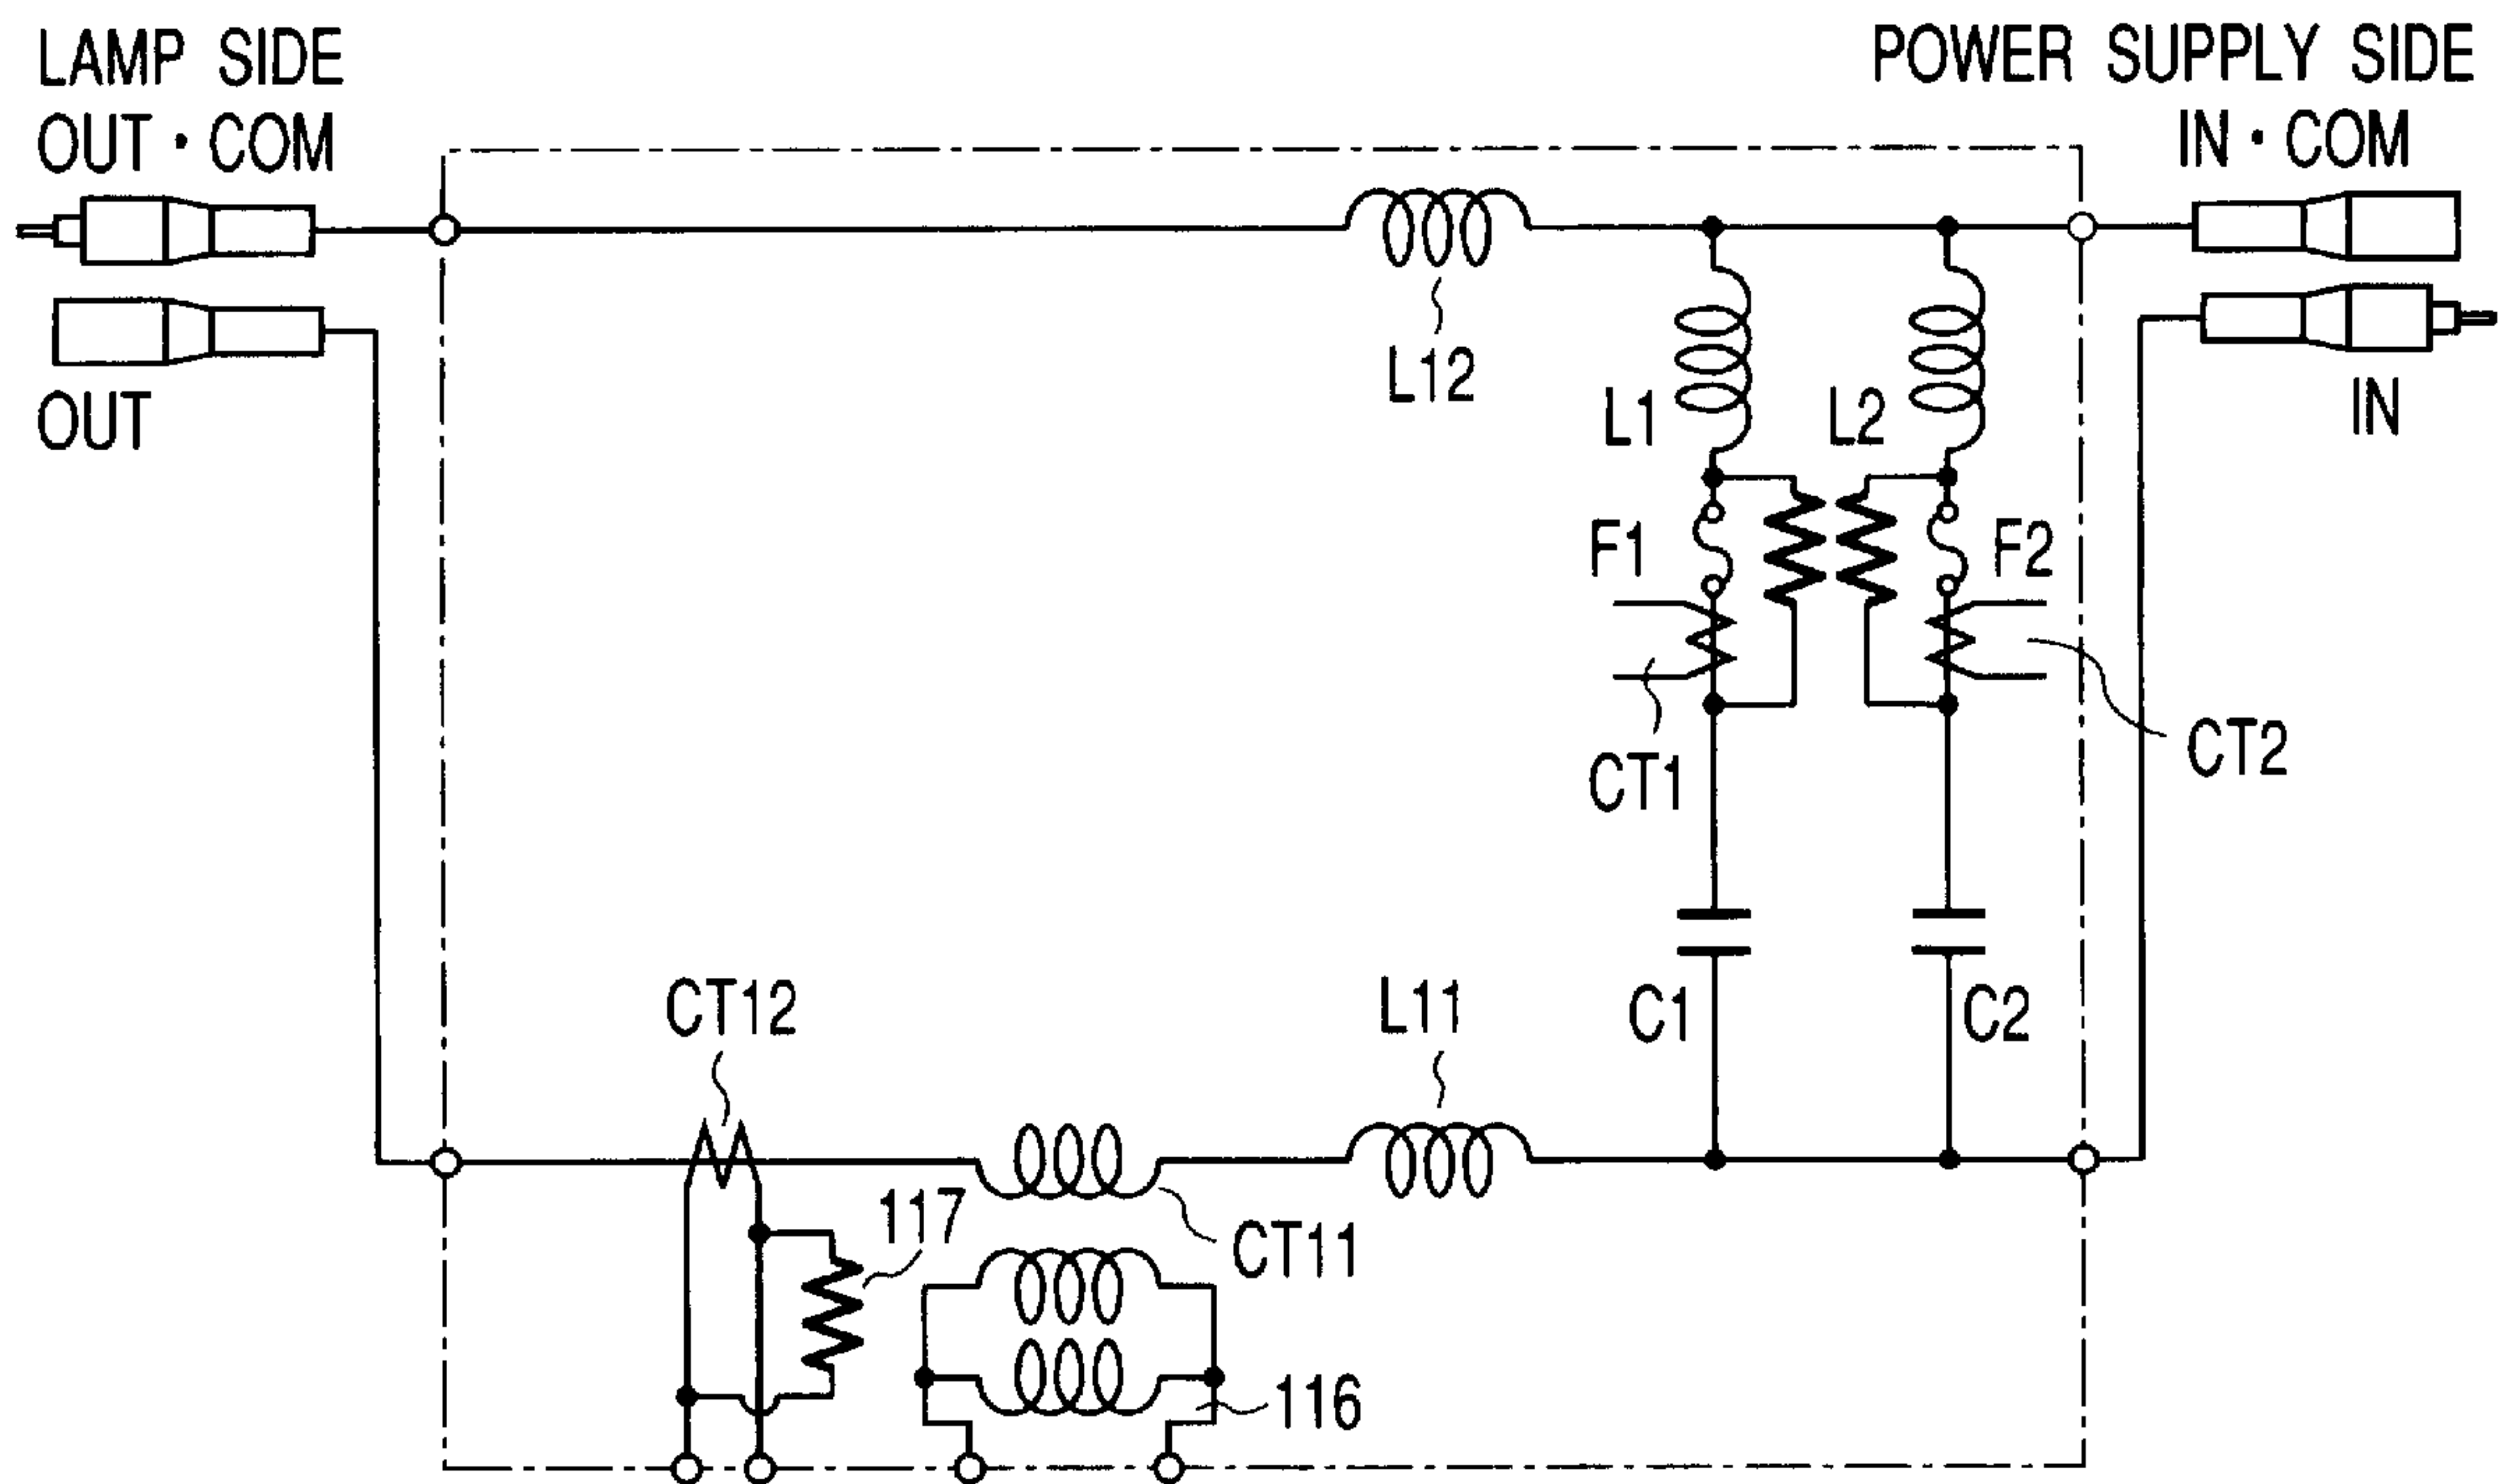 LAMP SIDE
OUT·COM
POWER SUPPLY SIDE
IN·COM
OUT
L12
L1
L2
IN
F1
F2
CT1
CT2
CT12
L11
C1
C2
117
CT11
116